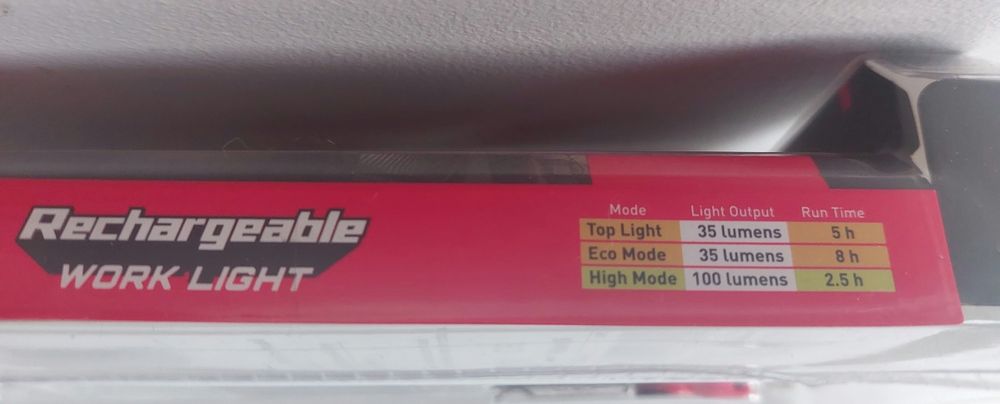 Rechargeable
WORK LIGHT
Mode Light Output Run Time
Top Light 35 lumens 5 h
Eco Mode 35 lumens 8 h
High Mode 100 lumens 2.5 h